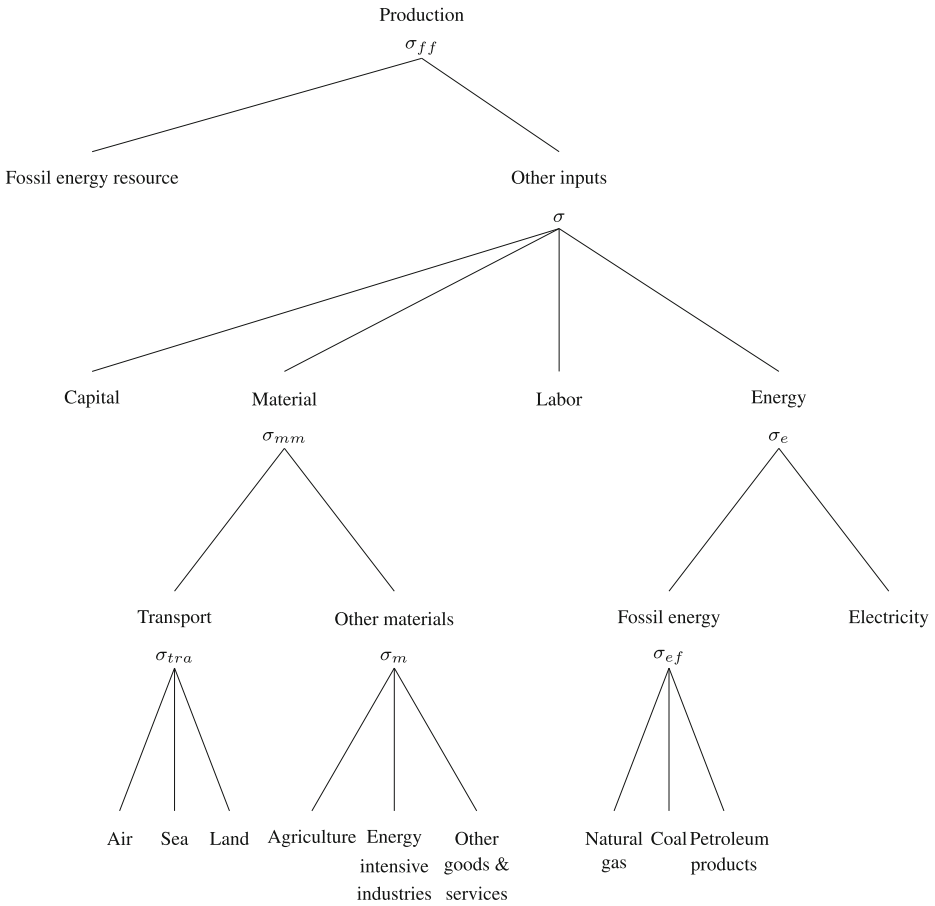 Production
σ_ff
Fossil energy resource
Other inputs
σ
Capital
Material
Labor
Energy
σ_mm
σ_e
Transport
Other materials
Fossil energy
Electricity
σ_tra
σ_m
σ_ef
Air
Sea
Land
Agriculture
Energy
intensive
industries
Other
goods &
services
Natural
gas
Coal
Petroleum
products